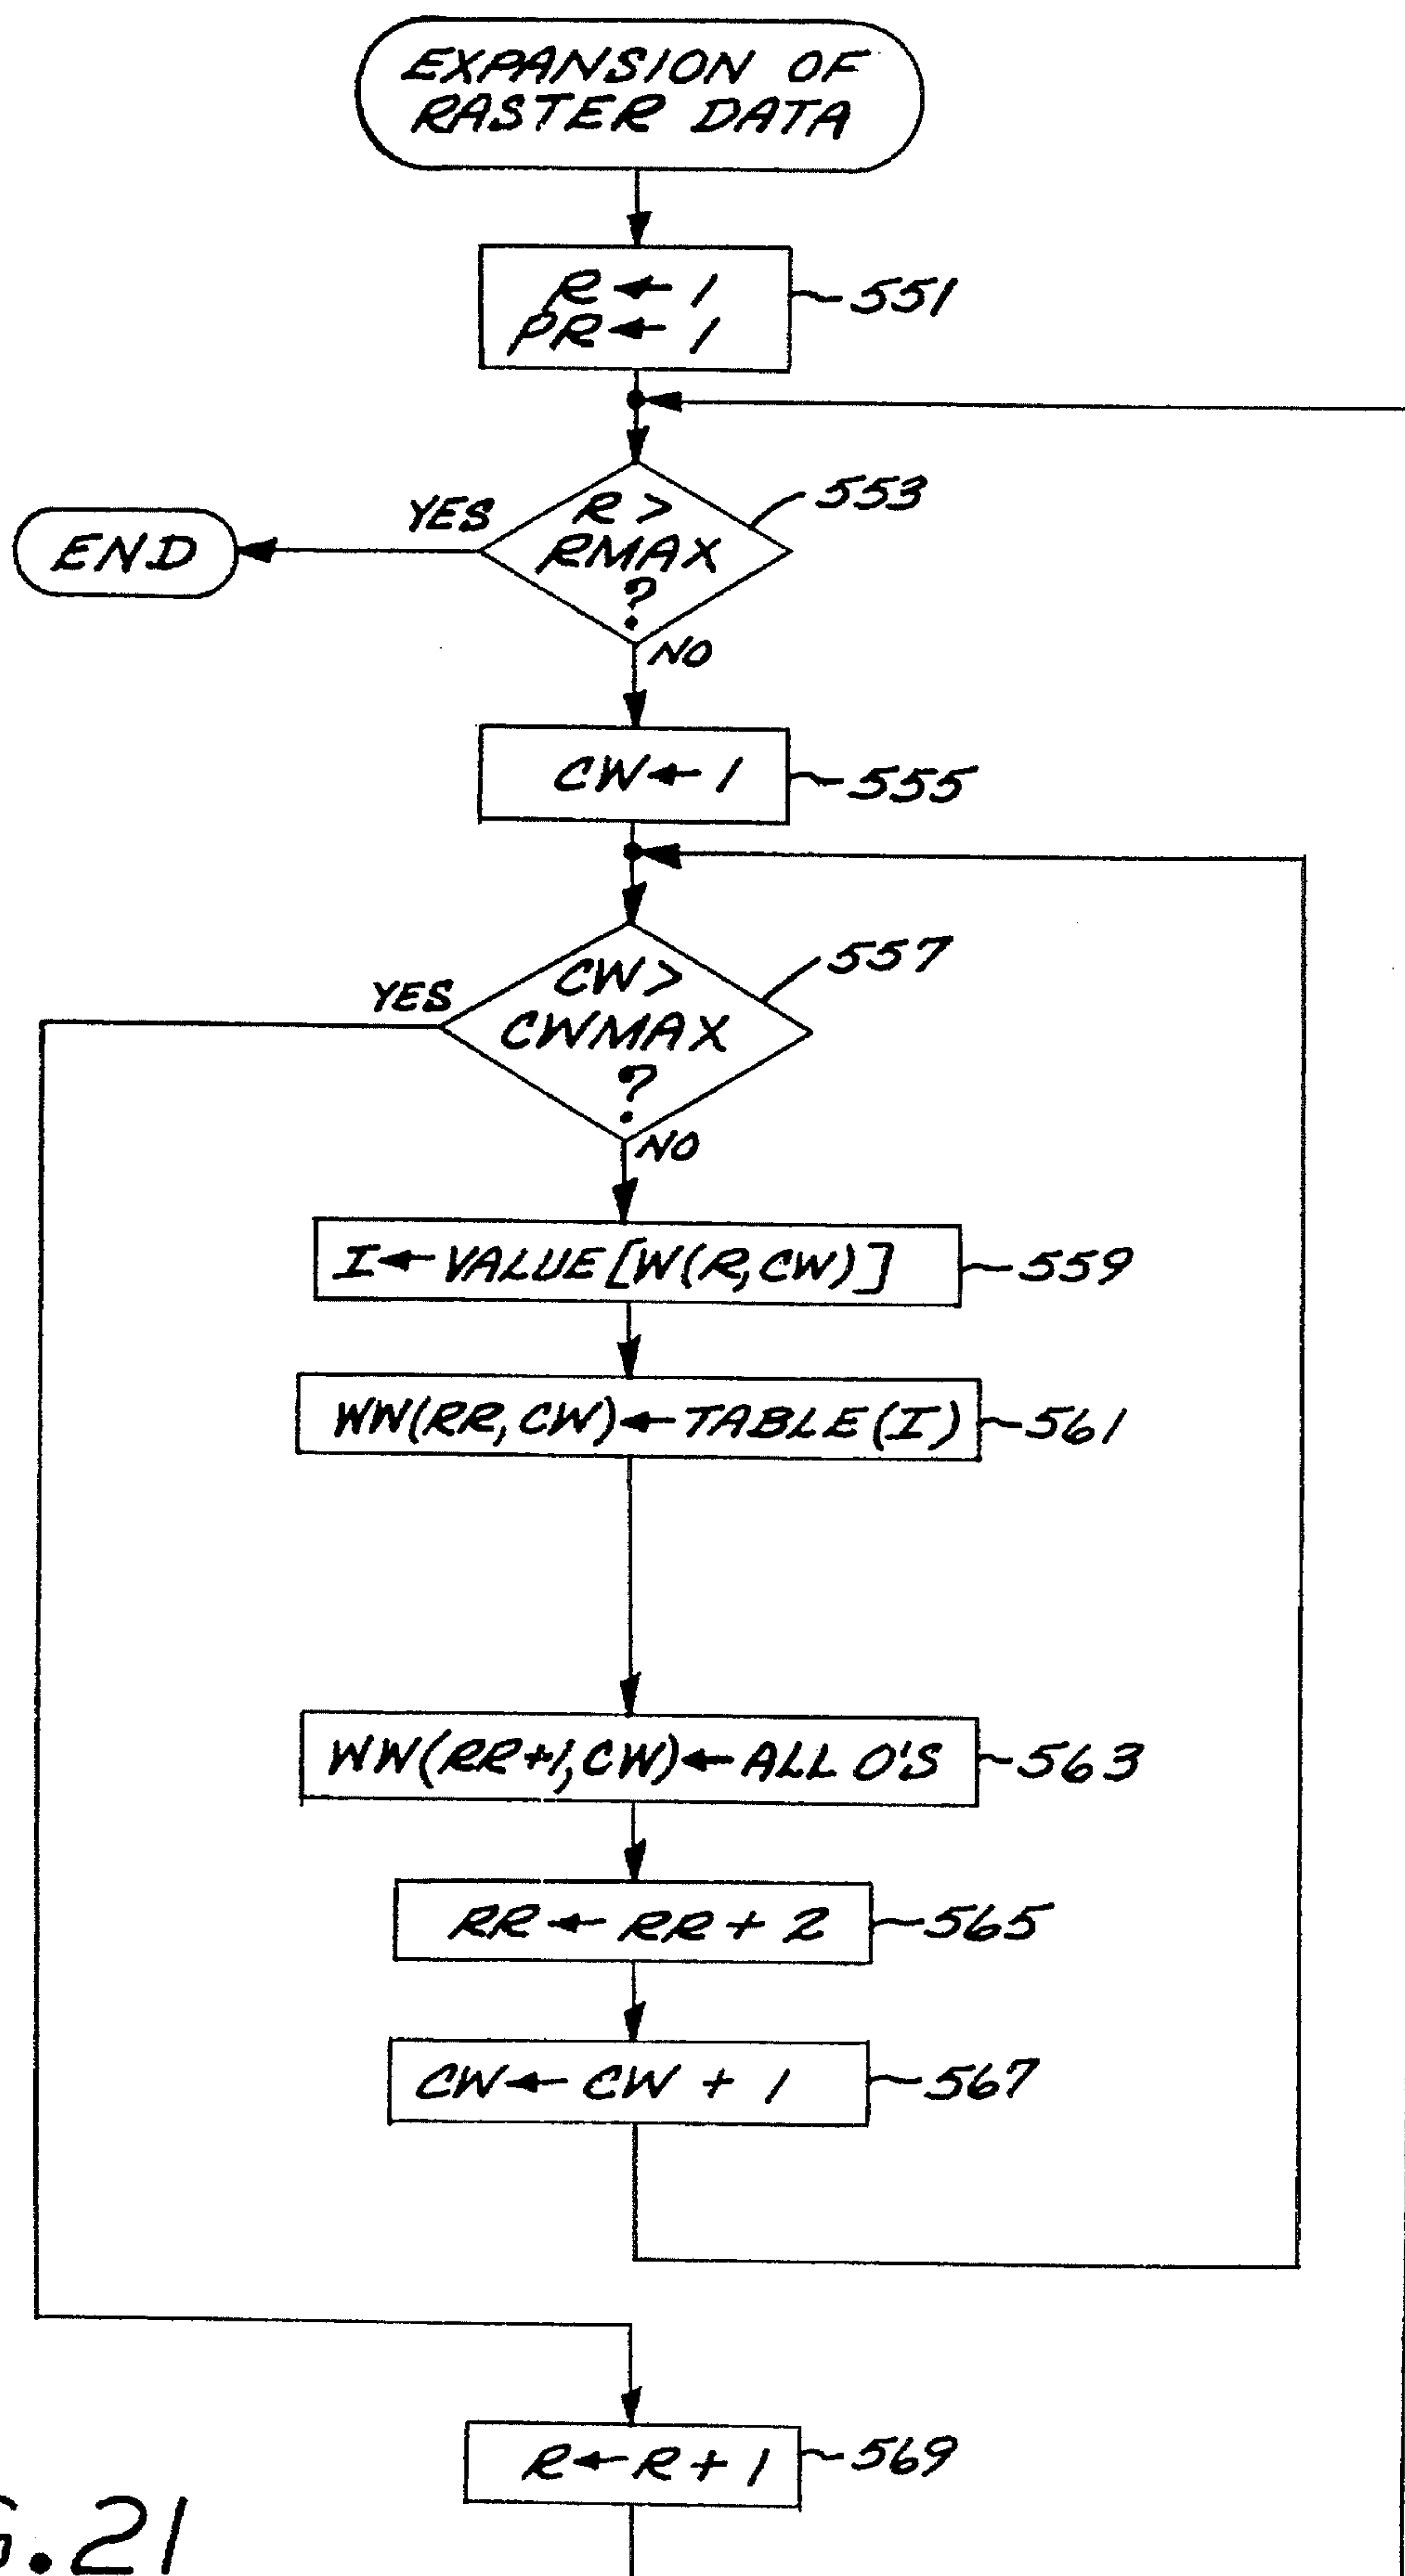 EXPANSION OF
RASTER DATA
R ← 1
PR ← 1
551
R >
RMAX
?
553
YES
END
NO
CW ← 1
555
CW >
CWMAX
?
557
YES
NO
I ← VALUE [W(R,CW)]
559
WW(RR,CW) ← TABLE(I)
561
WW(RR+1,CW) ← ALL 0'S
563
RR ← RR + 2
565
CW ← CW + 1
567
R ← R + 1
569
G.21